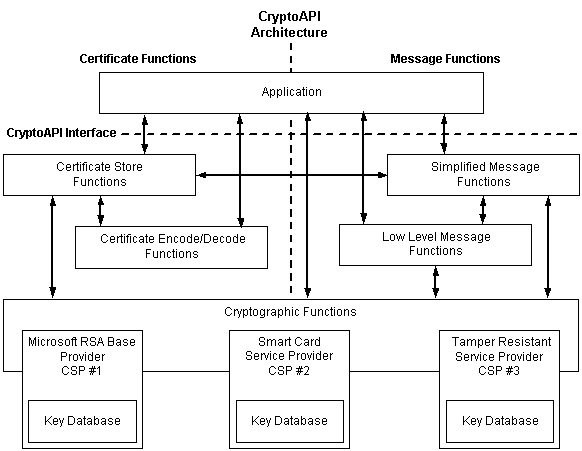 CryptoAPI
Architecture
Certificate Functions
Message Functions
Application
CryptoAPI Interface
Certificate Store
Functions
Simplified Message
Functions
Certificate Encode/Decode
Functions
Low Level Message
Functions
Cryptographic Functions
Microsoft RSA Base
Provider
CSP #1
Key Database
Smart Card
Service Provider
CSP #2
Key Database
Tamper Resistant
Service Provider
CSP #3
Key Database